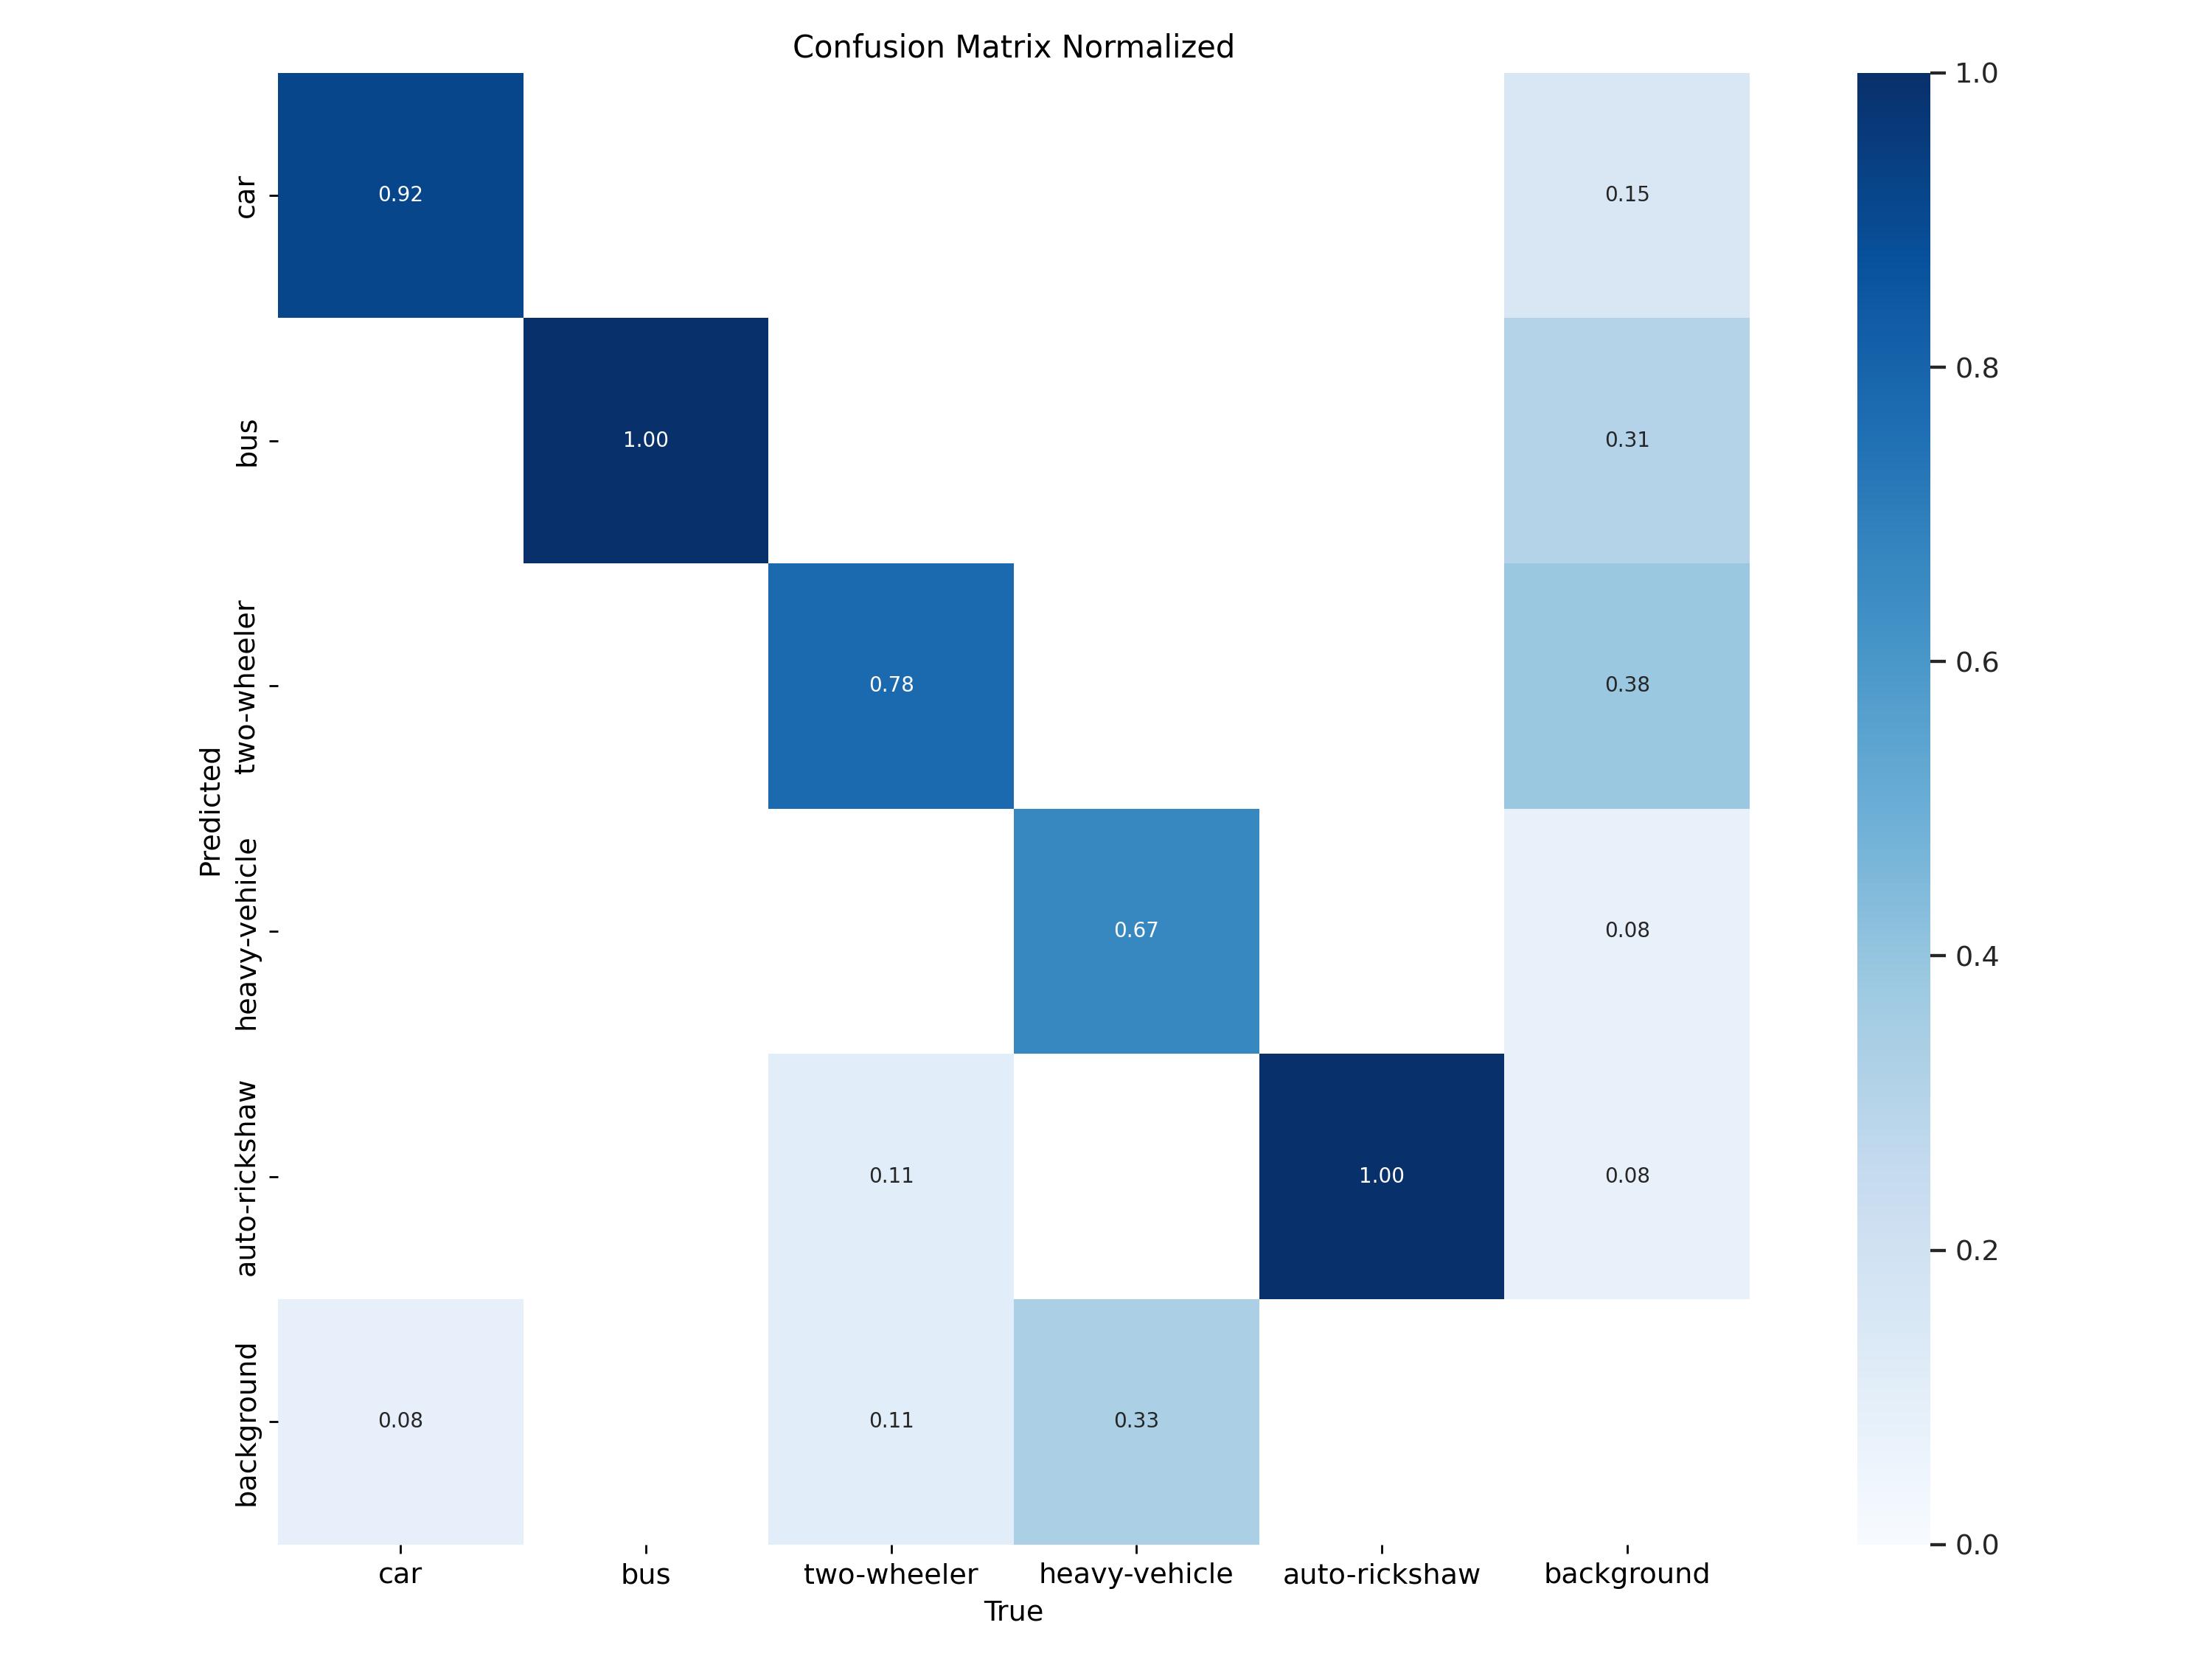 Confusion Matrix Normalized
car
0.92
0.15
bus
1.00
0.31
two-wheeler
0.78
0.38
Predicted
heavy-vehicle
0.67
0.08
auto-rickshaw
0.11
1.00
0.08
background
0.08
0.11
0.33
car bus two-wheeler heavy-vehicle auto-rickshaw background
True
1.0
0.8
0.6
0.4
0.2
0.0